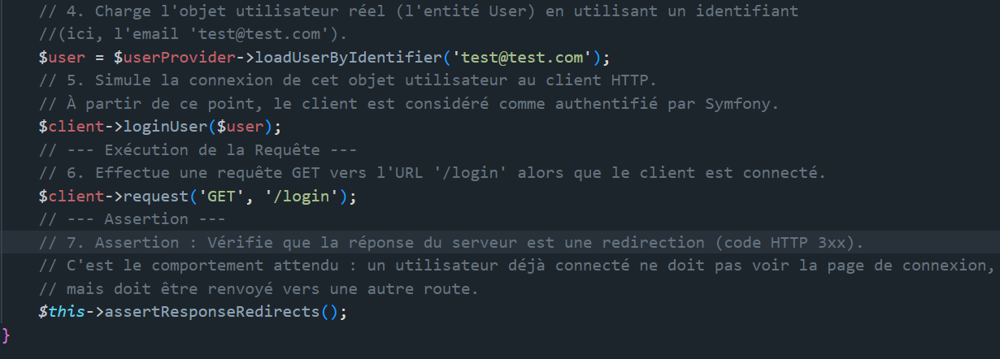 // 4. Charge l'objet utilisateur réel (l'entité User) en utilisant un identifiant
//(ici, l'email 'test@test.com').
$user = $userProvider->loadUserByIdentifier('test@test.com');
// 5. Simule la connexion de cet objet utilisateur au client HTTP.
// À partir de ce point, le client est considéré comme authentifié par Symfony.
$client->loginUser($user);
// --- Exécution de la Requête ---
// 6. Effectue une requête GET vers l'URL '/login' alors que le client est connecté.
$client->request('GET', '/login');
// --- Assertion ---
// 7. Assertion : Vérifie que la réponse du serveur est une redirection (code HTTP 3xx).
// C'est le comportement attendu : un utilisateur déjà connecté ne doit pas voir la page de connexion,
// mais doit être renvoyé vers une autre route.
$this->assertResponseRedirects();
}